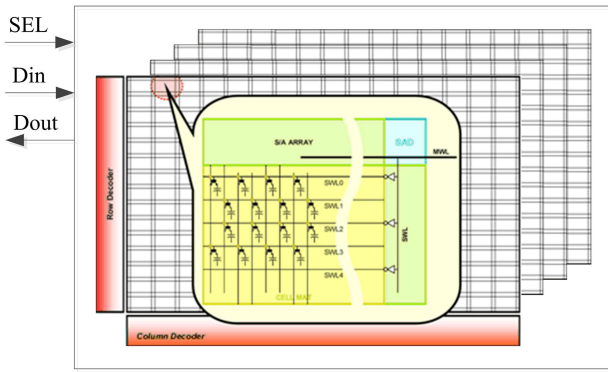 SEL
Din
Dout
Row Decoder
S/A ARRAY
SAD
MWL
SWL0
SWL1
SWL2
SWL3
SWL4
SWL
CELL MAT
Column Decoder